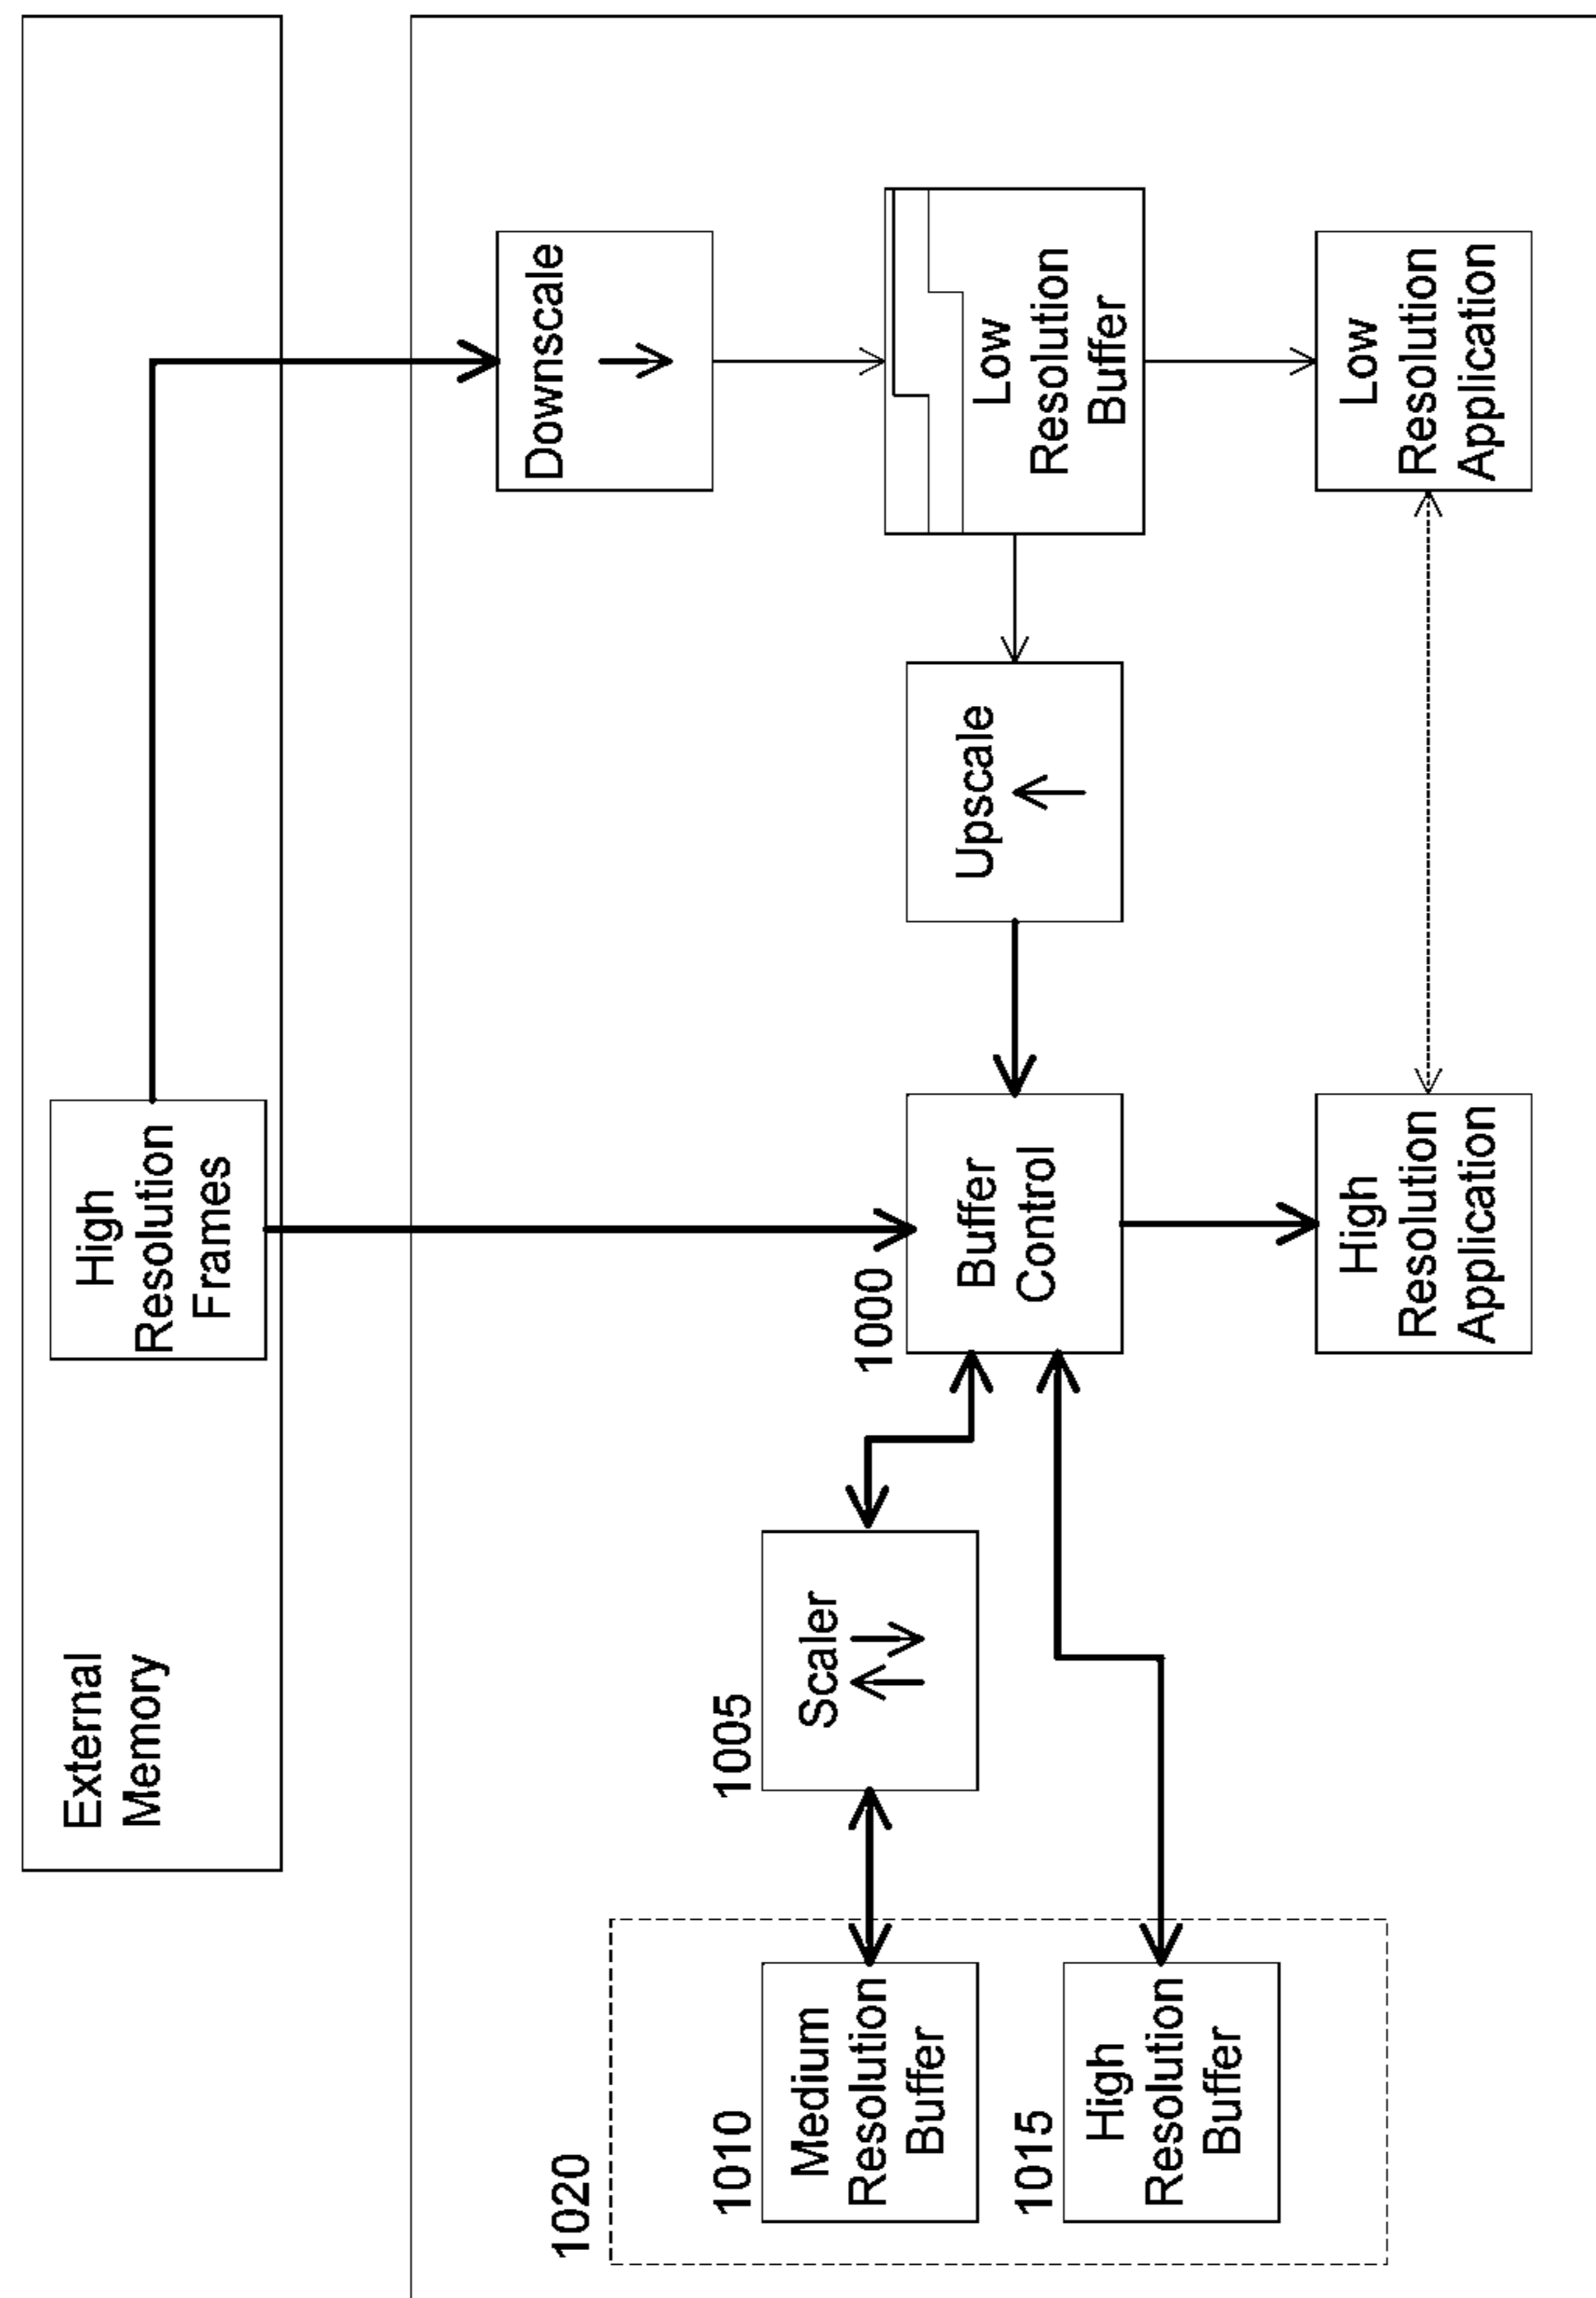 External
Memory
High
Resolution
Frames
1020
1010
Medium
Resolution
Buffer
1005
Scaler
1000
Buffer
Control
Upscale
Downscale
Low
Resolution
Buffer
1015
High
Resolution
Buffer
High
Resolution
Application
Low
Resolution
Application